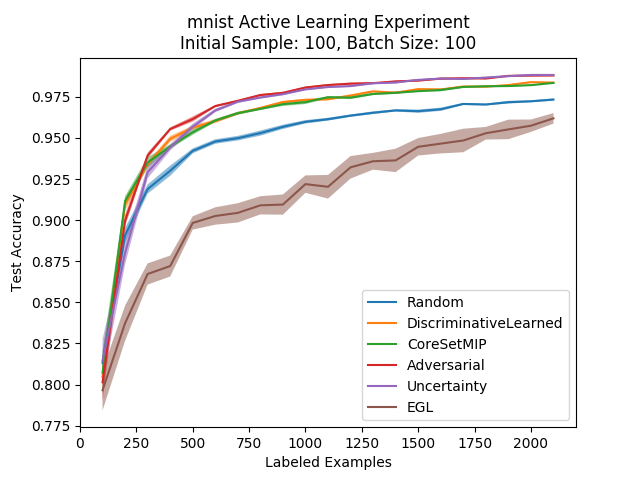 mnist Active Learning Experiment
Initial Sample: 100, Batch Size: 100
Test Accuracy
0.975
0.950
0.925
0.900
0.875
0.850
0.825
0.800
0.775
Random
DiscriminativeLearned
CoreSetMIP
Adversarial
Uncertainty
EGL
0 250 500 750 1000 1250 1500 1750 2000
Labeled Examples